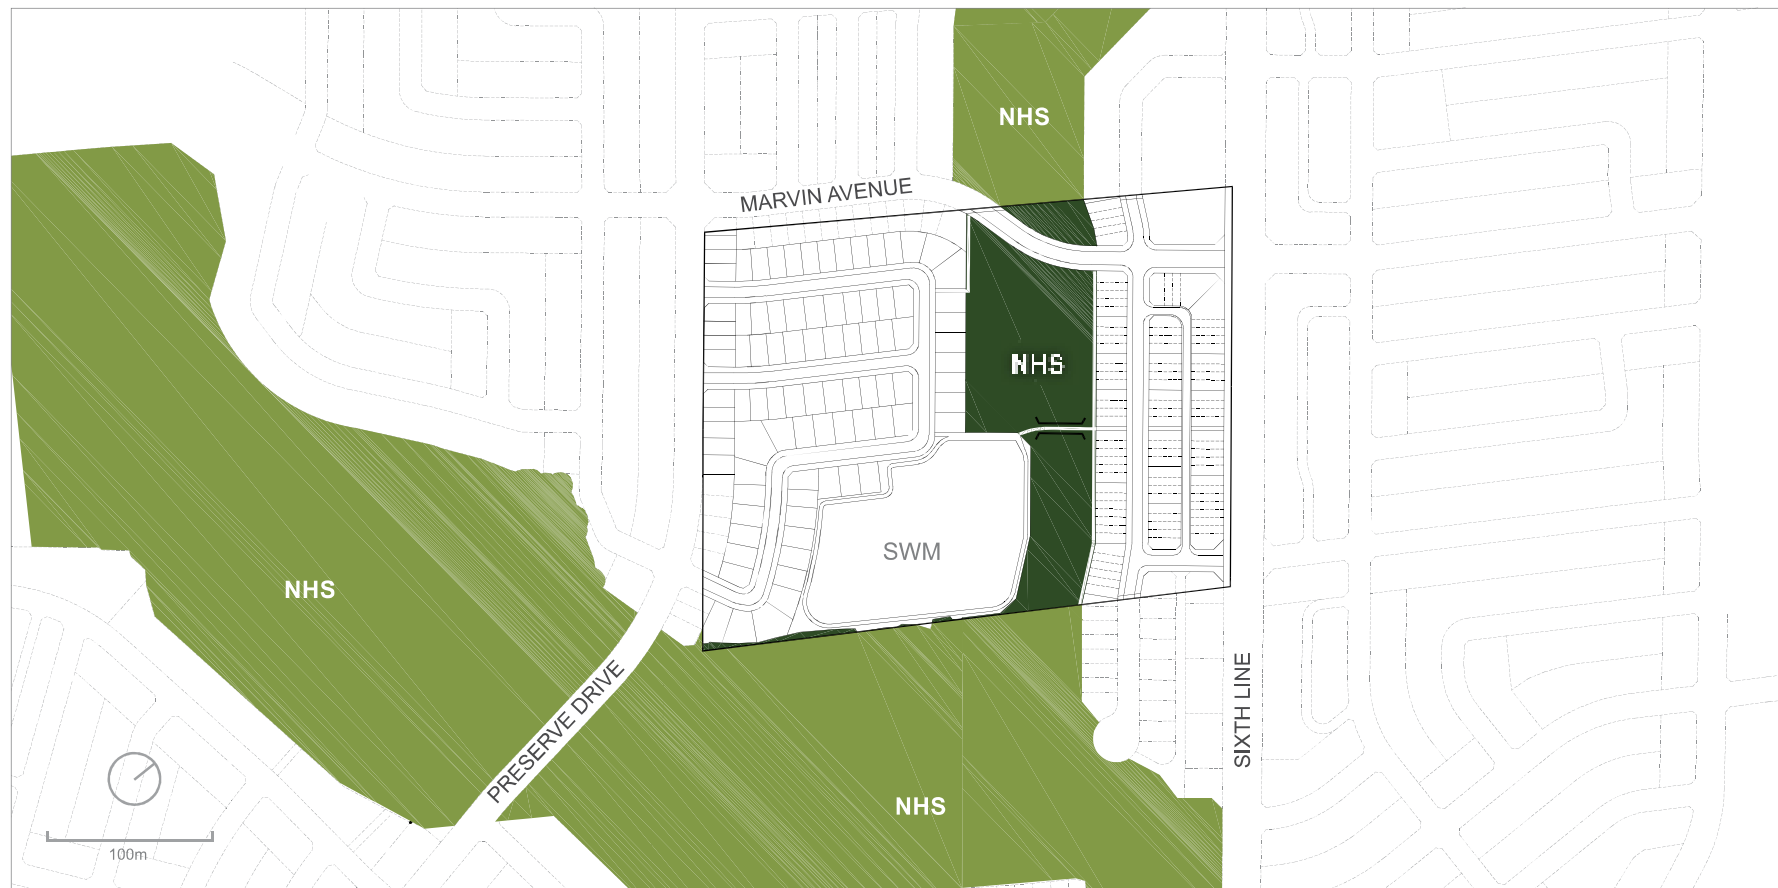 NHS
MARVIN AVENUE
NHS
SWM
NHS
PRESERVE DRIVE
SIXTH LINE
NHS
100m